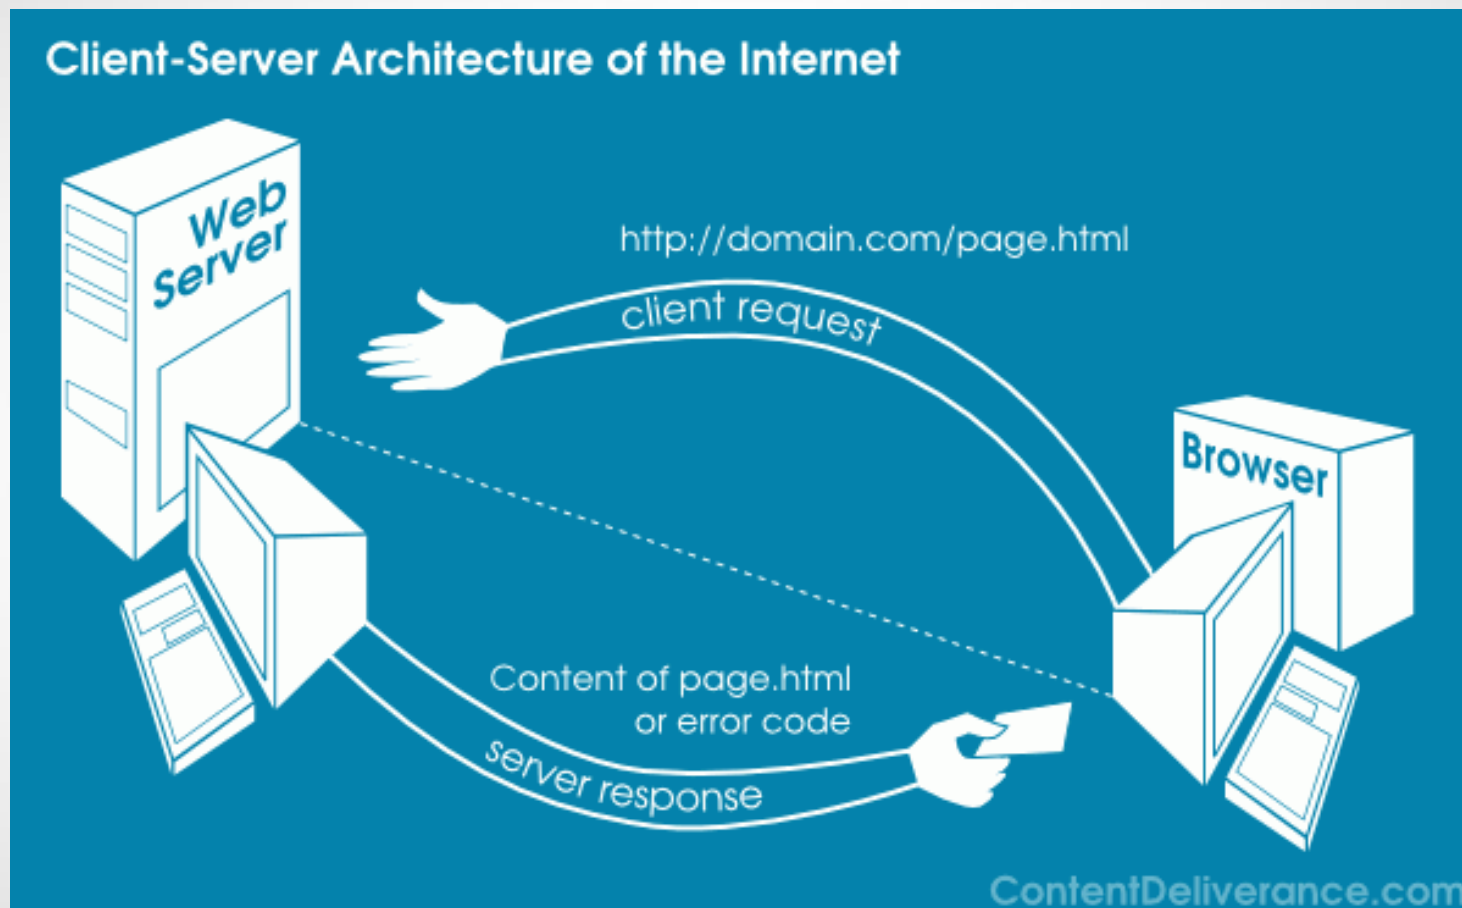 Client-Server Architecture of the Internet
Web
Server
http://domain.com/page.html
client request
Browser
Content of page.html
or error code
server response
ContentDeliverance.com